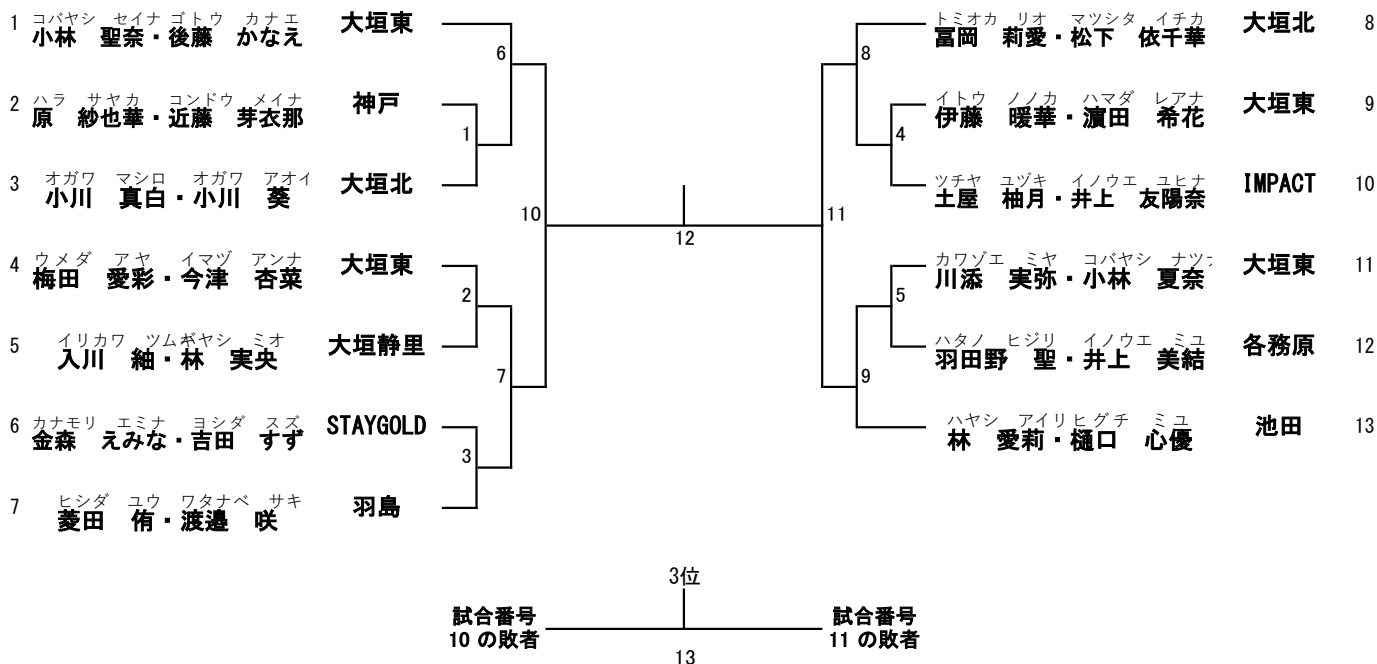 コバヤシ セイナ ゴトウ カナエ
1 小林 聖奈・後藤 かなえ 大垣東
ハラ サヤカ コンドウ メイナ
2 原 紗也華・近藤 芽衣那 神戸
オガワ マシロ オガワ アオイ
3 小川 真白・小川 葵 大垣北
ウメダ アヤ イマヅ アンナ
4 梅田 愛彩・今津 杏菜 大垣東
イリカワ ツムギヤシ ミオ
5 入川 紬・林 実央 大垣静里
カナモリ エミナ ヨシダ スズ
6 金森 えみな・吉田 すず STAYGOLD
ヒシダ ユウ ワタナベ サキ
7 菱田 侑・渡邉 咲 羽島
6
1
10
2
7
3
12
8
4
11
5
9
トミオカ リオ マツシタ イチカ
冨岡 莉愛・松下 依千華 大垣北 8
イトウ ノノカ ハマダ レアナ
伊藤 暖華・濵田 希花 大垣東 9
ツチヤ ユヅキ イノウエ ユヒナ
土屋 柚月・井上 友陽奈 IMPACT 10
カワゾエ ミヤ コバヤシ ナツナ
川添 実弥・小林 夏奈 大垣東 11
ハタノ ヒジリ イノウエ ミユ
羽田野 聖・井上 美結 各務原 12
ハヤシ アイリヒグチ ミユ
林 愛莉・樋口 心優 池田 13
3位
試合番号
10 の敗者
試合番号
11 の敗者
13